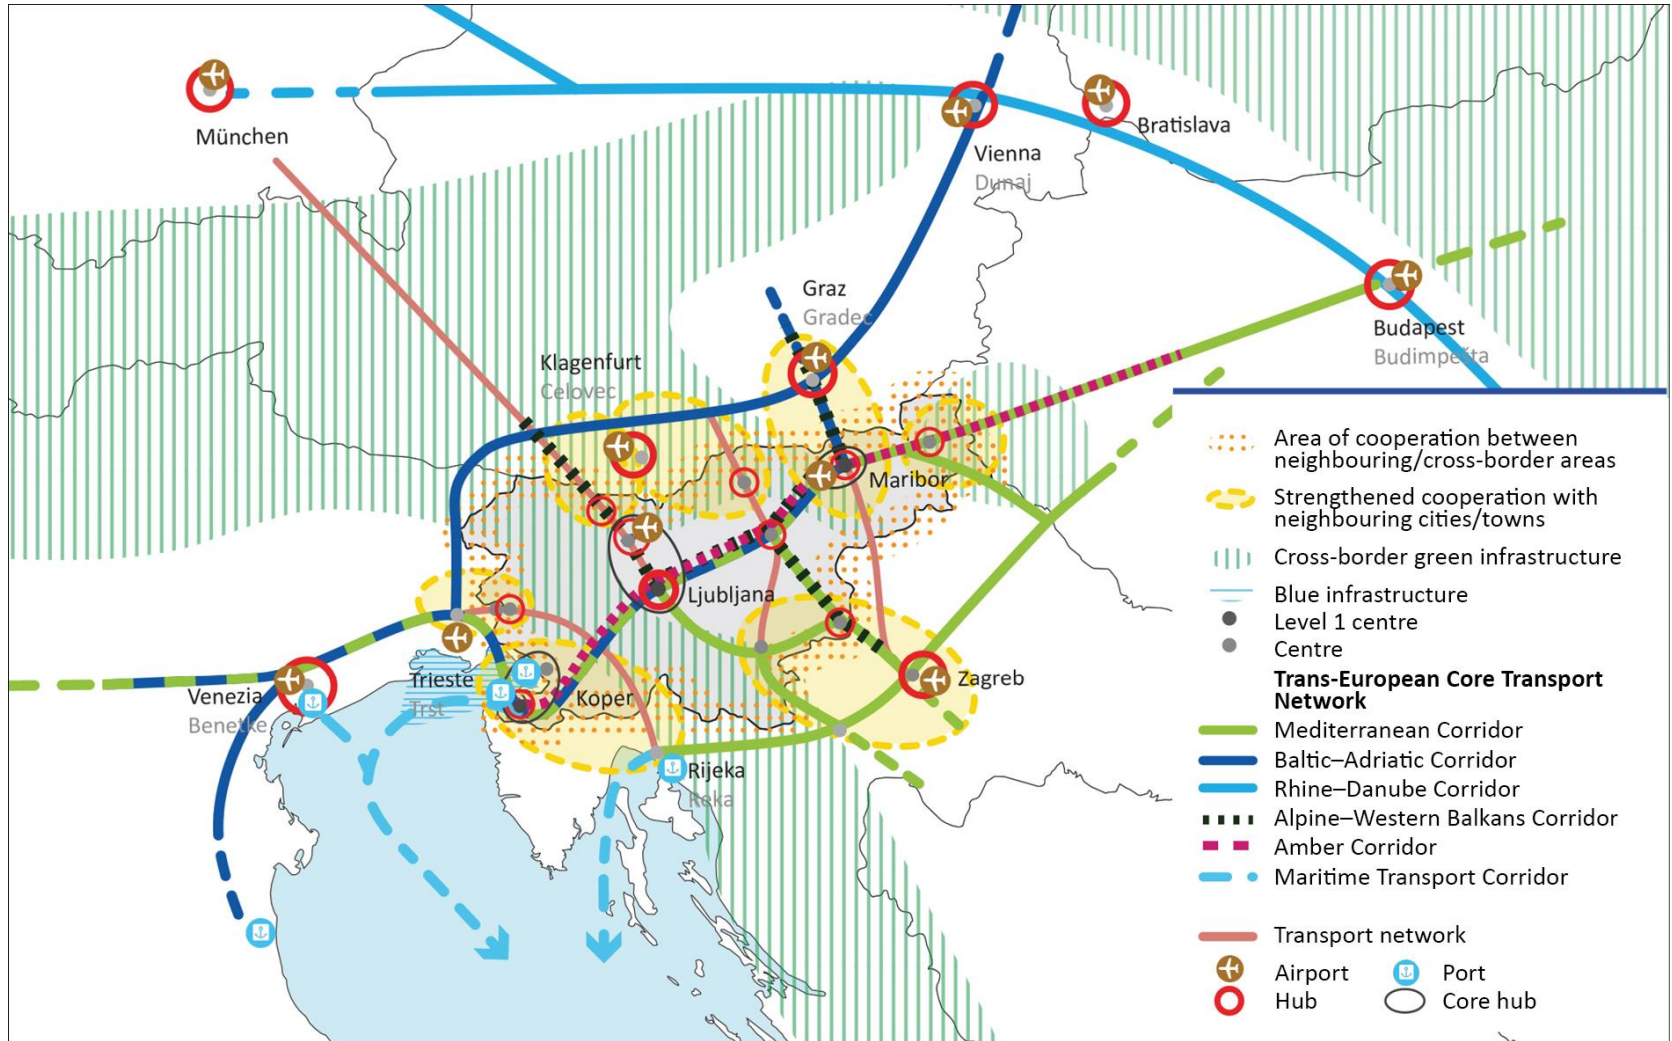 München
Bratislava
Vienna
Dunaj
Graz
Gradec
Budapest
Budimpešta
Klagenfurt
Celovec
Maribor
Ljubljana
Zagreb
Venezia
Benetke
Trieste
Trst
Koper
Rijeka
Reka
Area of cooperation between
neighbouring/cross-border areas
Strengthened cooperation with
neighbouring cities/towns
Cross-border green infrastructure
Blue infrastructure
Level 1 centre
Centre
Trans-European Core Transport
Network
Mediterranean Corridor
Baltic–Adriatic Corridor
Rhine–Danube Corridor
Alpine–Western Balkans Corridor
Amber Corridor
Maritime Transport Corridor
Transport network
Airport
Port
Hub
Core hub